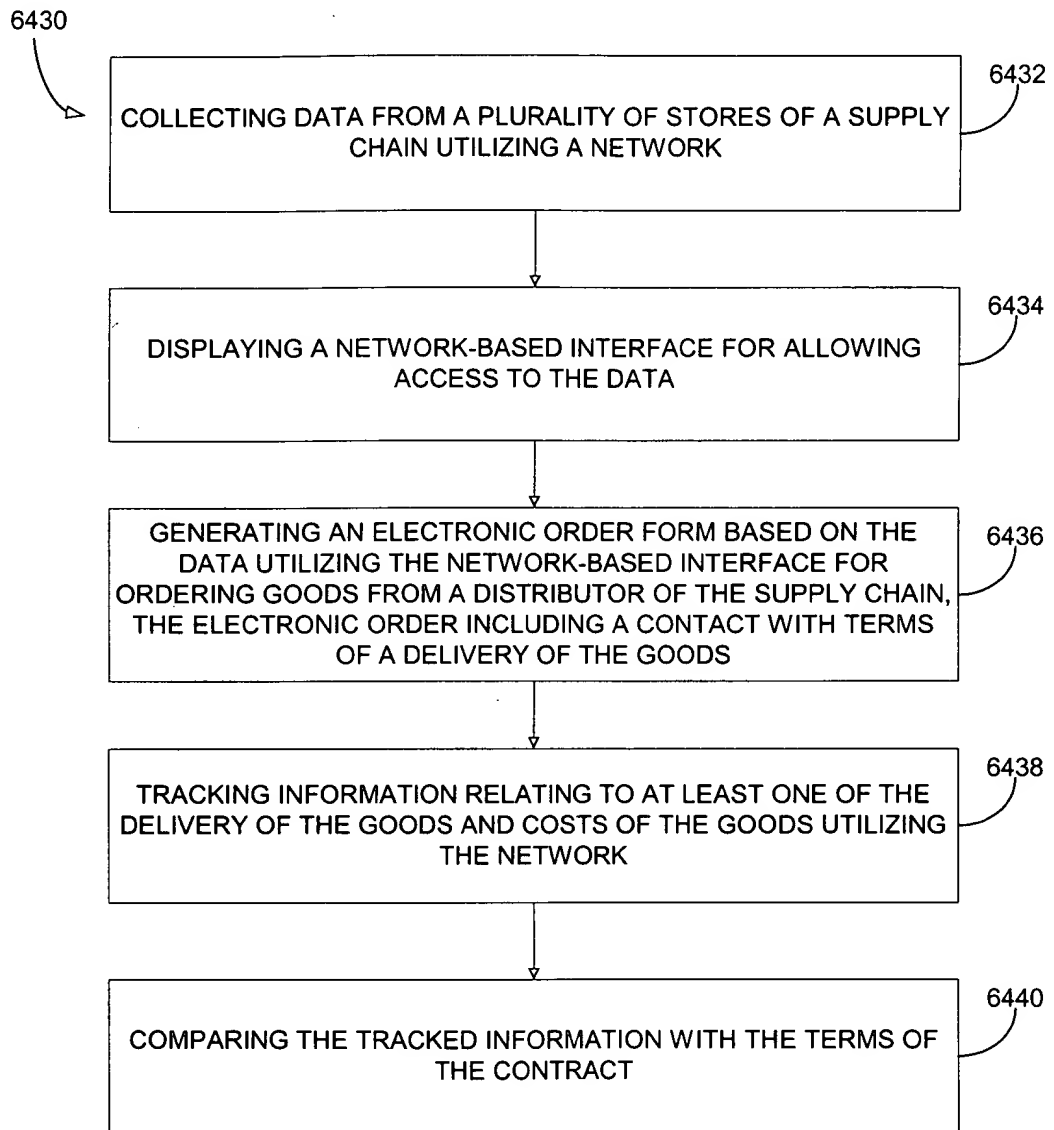 6430
6432
COLLECTING DATA FROM A PLURALITY OF STORES OF A SUPPLY
CHAIN UTILIZING A NETWORK
6434
DISPLAYING A NETWORK-BASED INTERFACE FOR ALLOWING
ACCESS TO THE DATA
6436
GENERATING AN ELECTRONIC ORDER FORM BASED ON THE
DATA UTILIZING THE NETWORK-BASED INTERFACE FOR
ORDERING GOODS FROM A DISTRIBUTOR OF THE SUPPLY CHAIN,
THE ELECTRONIC ORDER INCLUDING A CONTACT WITH TERMS
OF A DELIVERY OF THE GOODS
6438
TRACKING INFORMATION RELATING TO AT LEAST ONE OF THE
DELIVERY OF THE GOODS AND COSTS OF THE GOODS UTILIZING
THE NETWORK
6440
COMPARING THE TRACKED INFORMATION WITH THE TERMS OF
THE CONTRACT